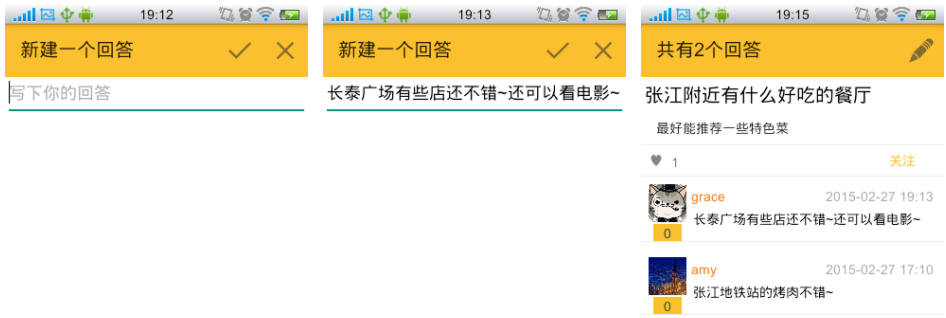 19:12
新建一个回答
写下你的回答
19:13
新建一个回答
长泰广场有些店还不错~还可以看电影~
19:15
共有2个回答
张江附近有什么好吃的餐厅
最好能推荐一些特色菜
1
关注
grace
2015-02-27 19:13
长泰广场有些店还不错~还可以看电影~
0
amy
2015-02-27 17:10
张江地铁站的烤肉不错~
0